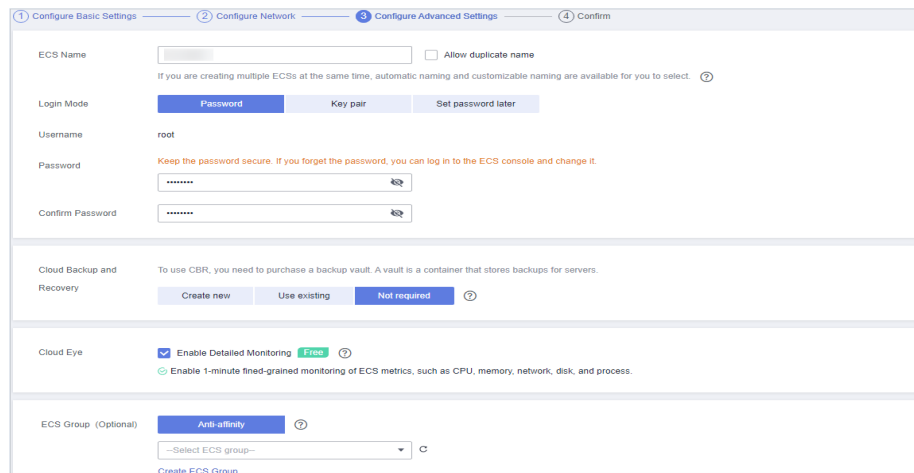 1 Configure Basic Settings 2 Configure Network 3 Configure Advanced Settings 4 Confirm
ECS Name Allow duplicate name
If you are creating multiple ECSs at the same time, automatic naming and customizable naming are available for you to select. ?
Login Mode Password Key pair Set password later
Username root
Password Keep the password secure. If you forget the password, you can log in to the ECS console and change it.
••••••••
Confirm Password ••••••••
Cloud Backup and Recovery To use CBR, you need to purchase a backup vault. A vault is a container that stores backups for servers.
Create new Use existing Not required ?
Cloud Eye Enable Detailed Monitoring Free ?
Enable 1-minute fined-grained monitoring of ECS metrics, such as CPU, memory, network, disk, and process.
ECS Group (Optional) Anti-affinity ?
--Select ECS group--
Create ECS Group